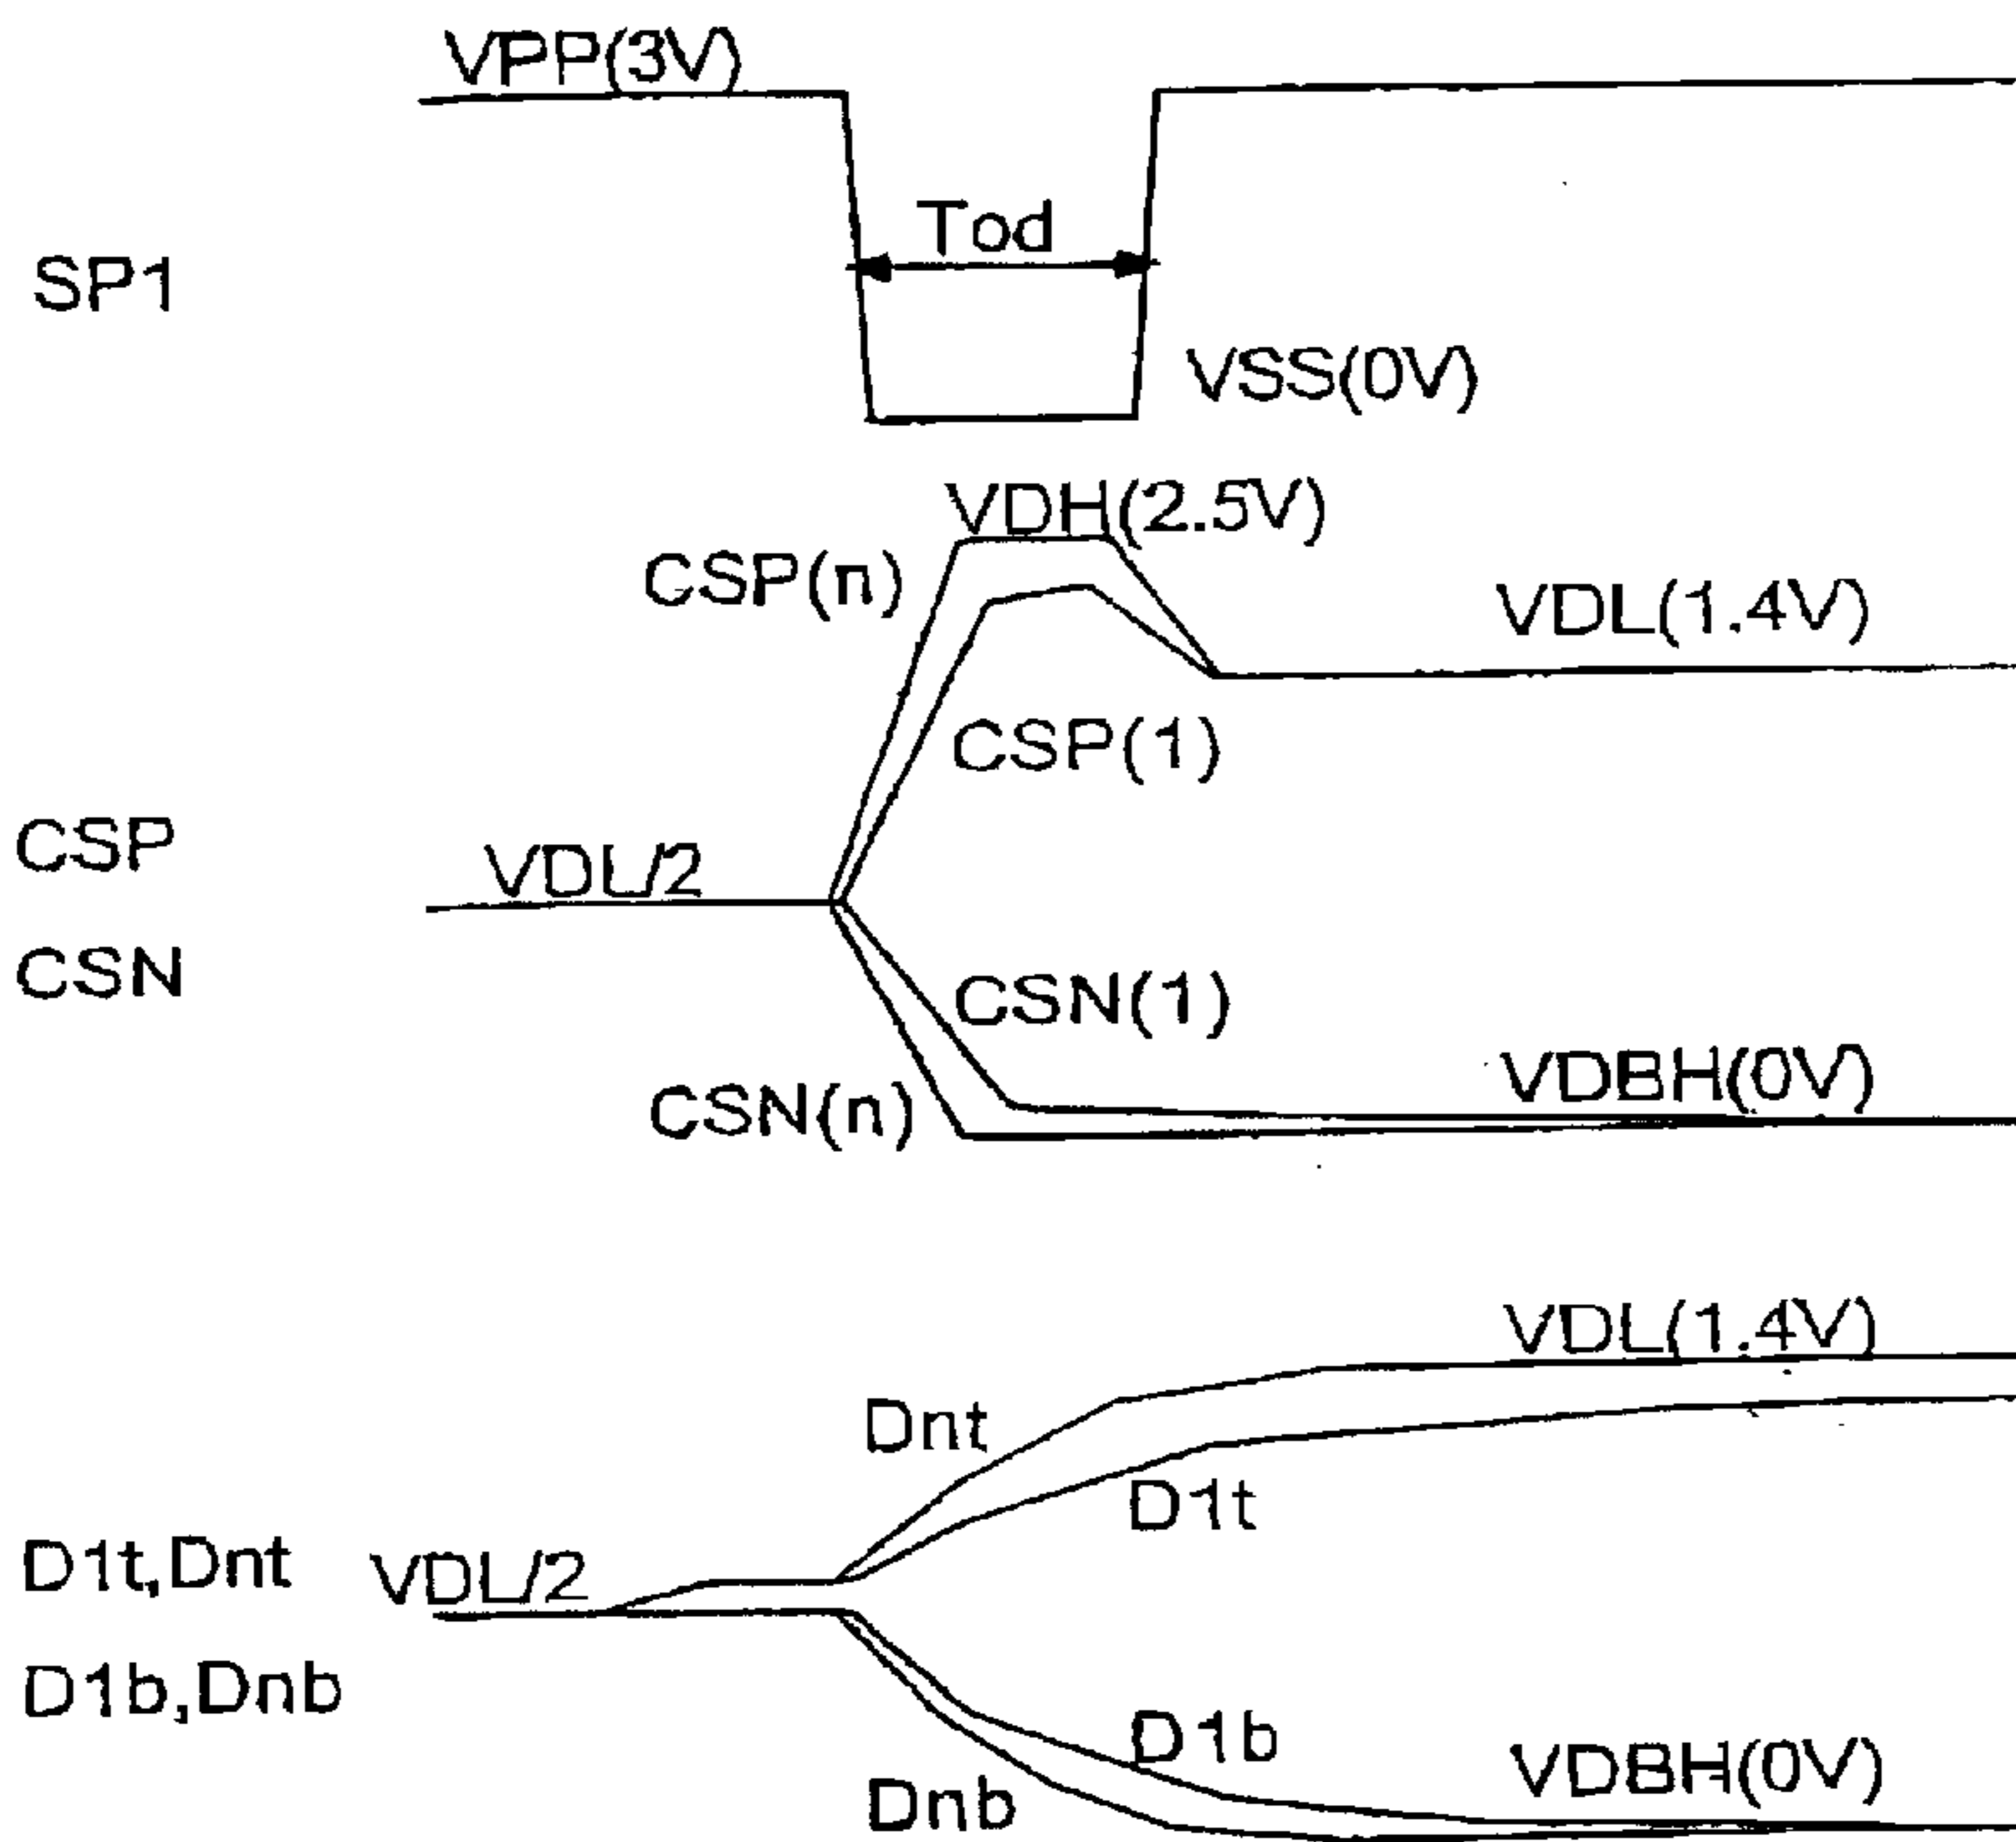 VPP(3V)
Tod
SP1
VSS(0V)
VDH(2.5V)
CSP(n)
VDL(1.4V)
CSP(1)
CSP
VDL/2
CSN
CSN(1)
VDBH(0V)
CSN(n)
VDL(1.4V)
Dnt
D1t
D1t,Dnt
VDL/2
D1b,Dnb
D1b
VDBH(0V)
Dnb